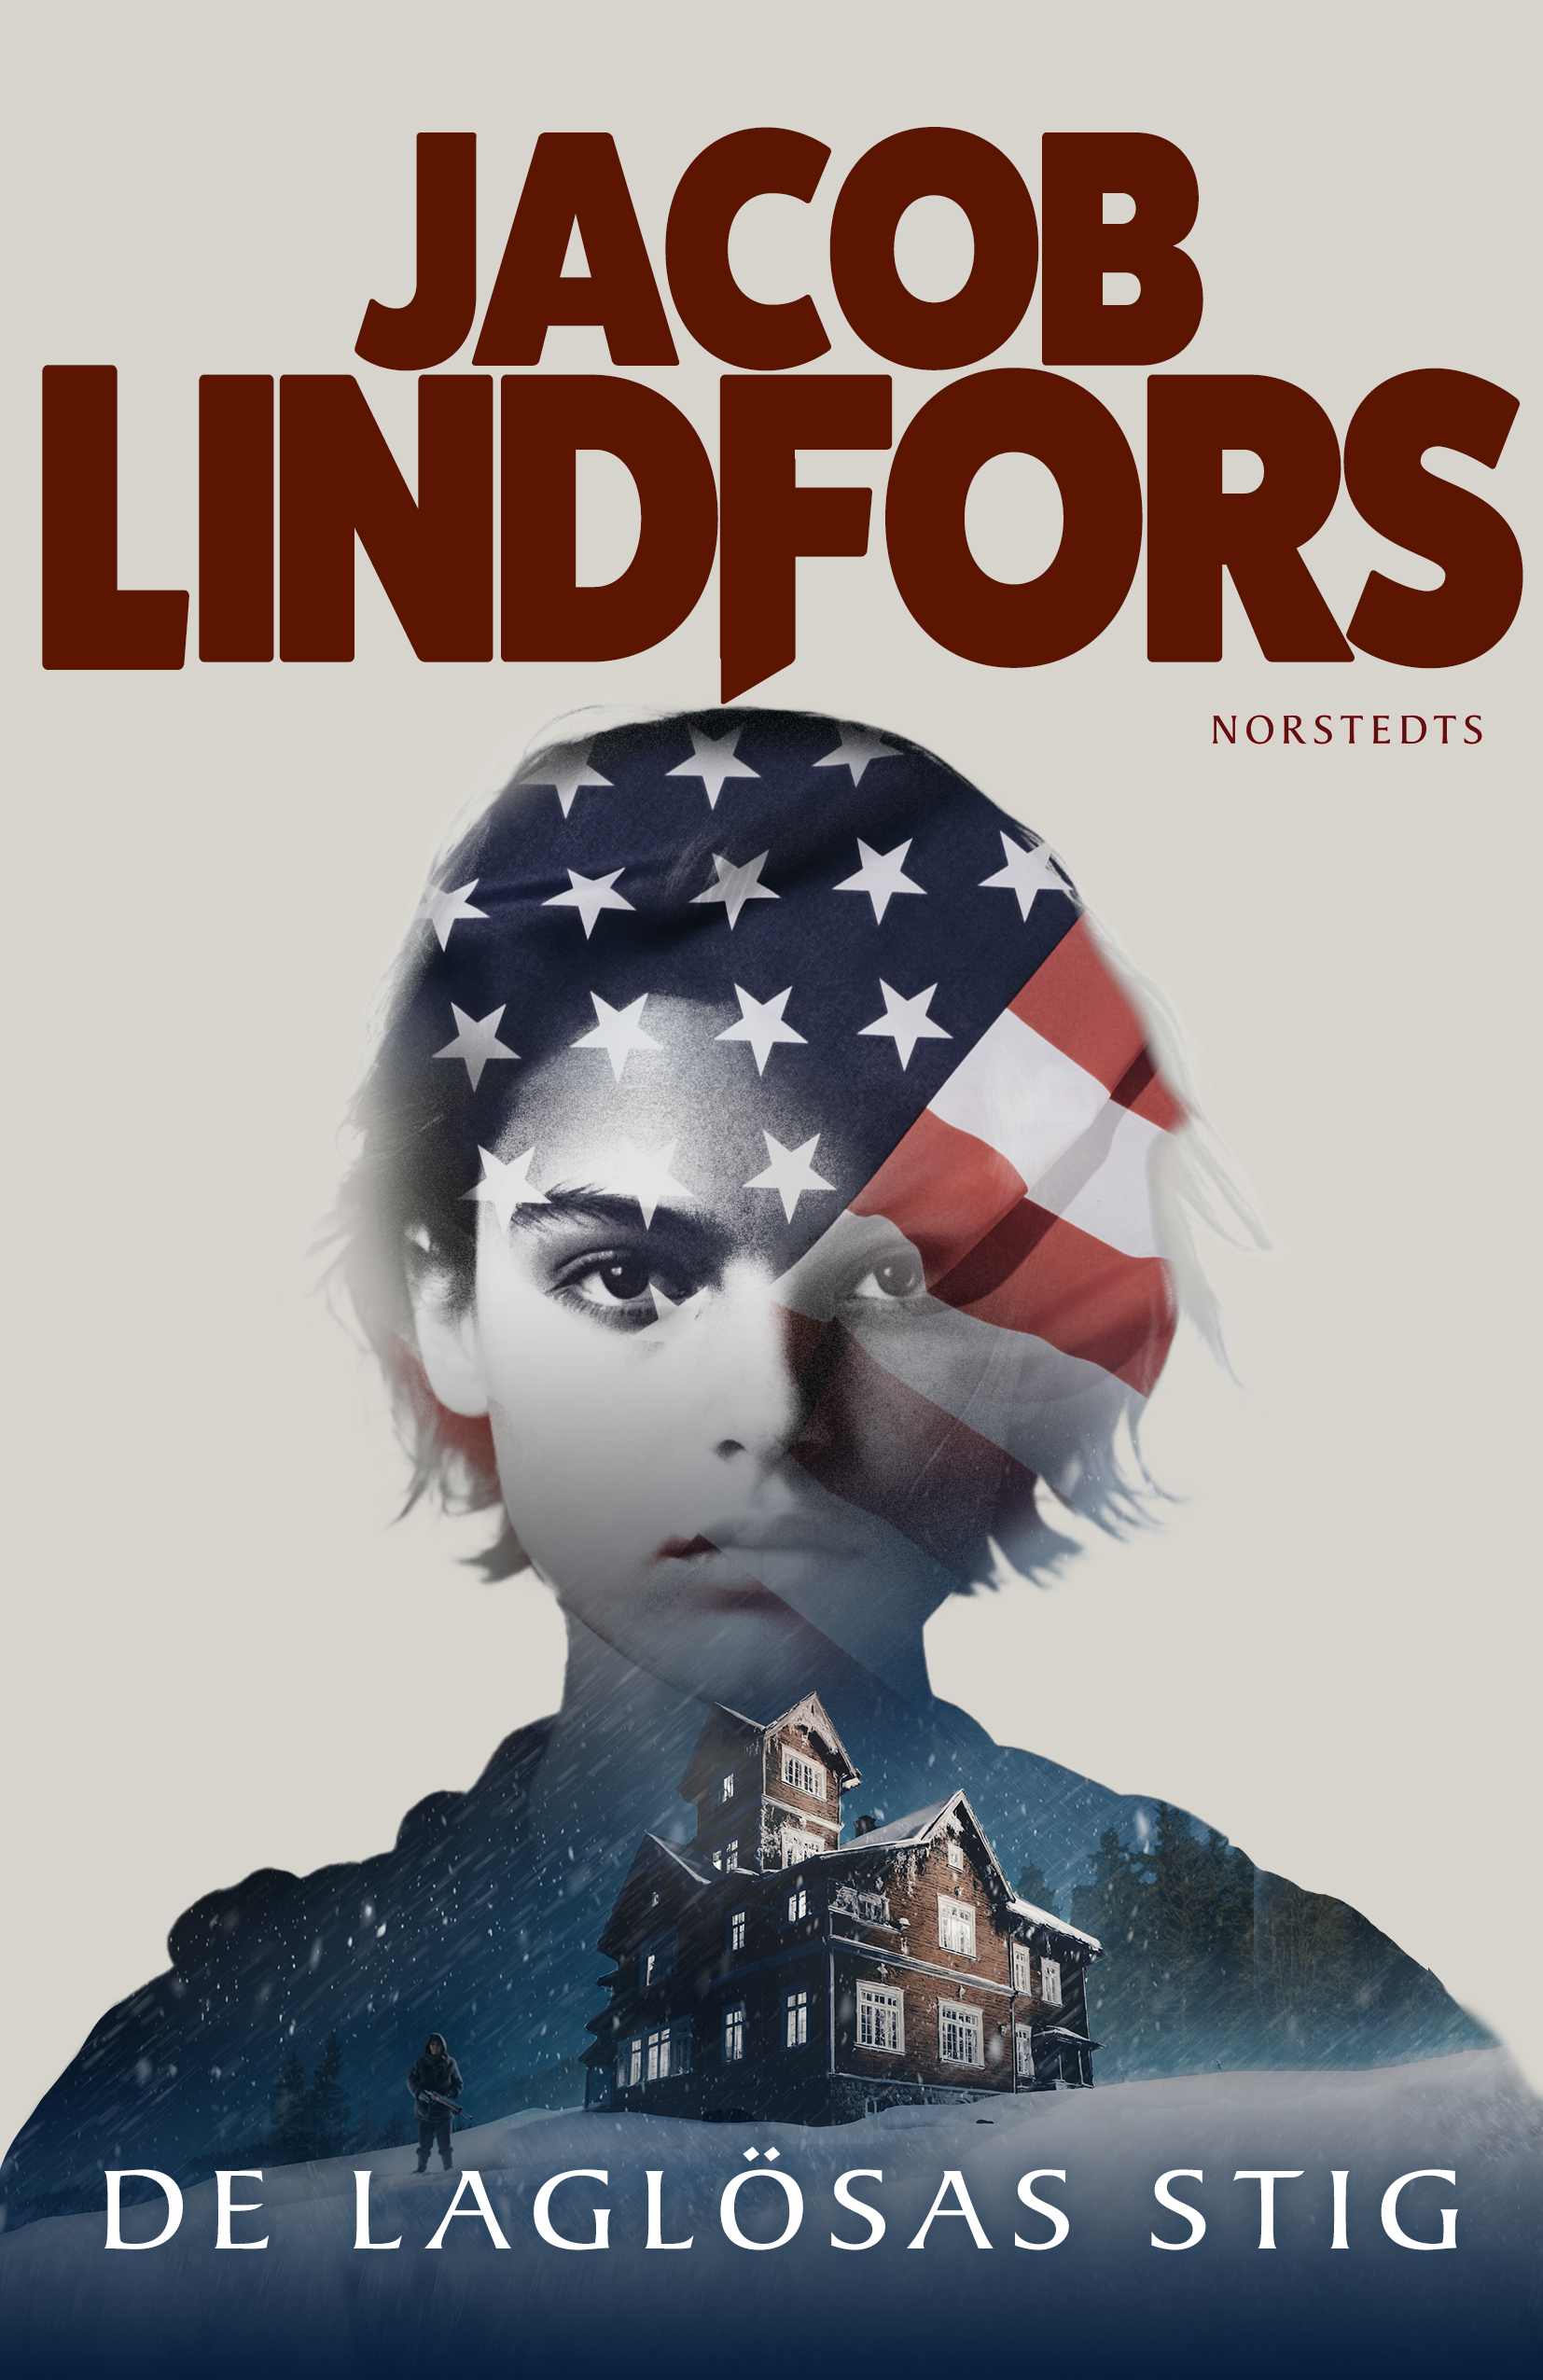 JACOB
LINDFORS
NORSTEDTS
DE LAGLÖSAS STIG